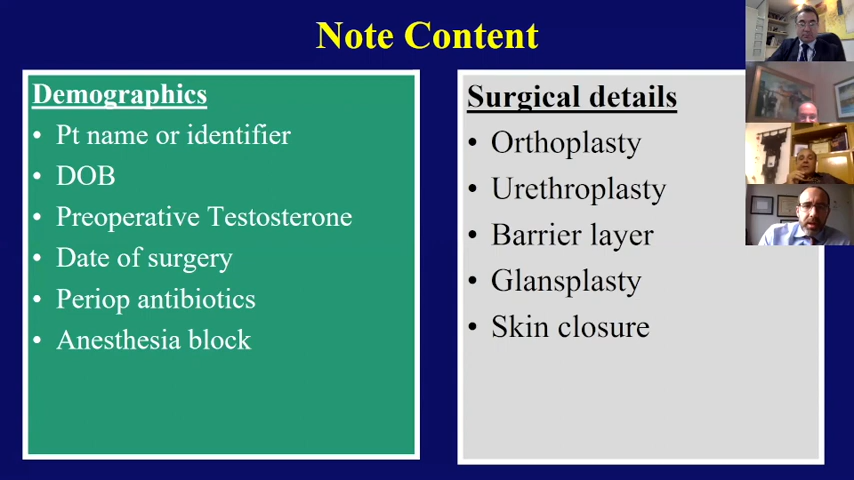 Note Content
Demographics
• Pt name or identifier
• DOB
• Preoperative Testosterone
• Date of surgery
• Periop antibiotics
• Anesthesia block
Surgical details
• Orthoplasty
• Urethroplasty
• Barrier layer
• Glansplasty
• Skin closure